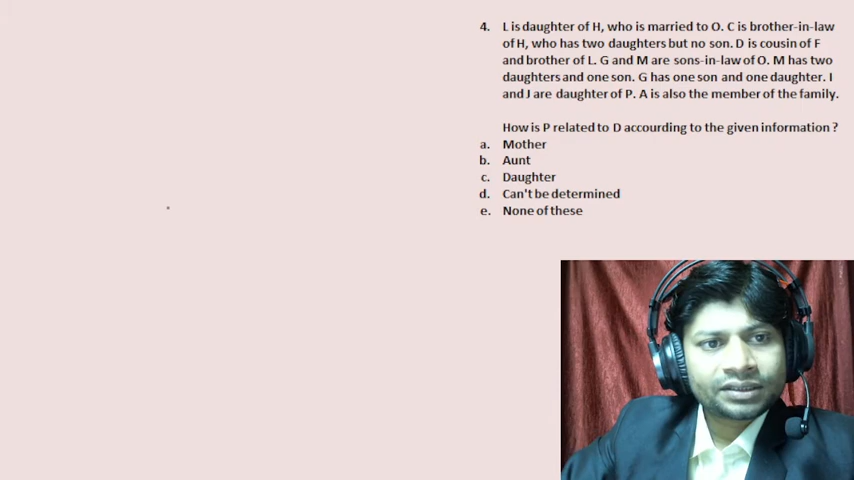 4. L is daughter of H, who is married to O. C is brother-in-law
of H, who has two daughters but no son. D is cousin of F
and brother of L. G and M are sons-in-law of O. M has two
daughters and one son. G has one son and one daughter. I
and J are daughter of P. A is also the member of the family.
How is P related to D accourding to the given information ?
a. Mother
b. Aunt
c. Daughter
d. Can't be determined
e. None of these